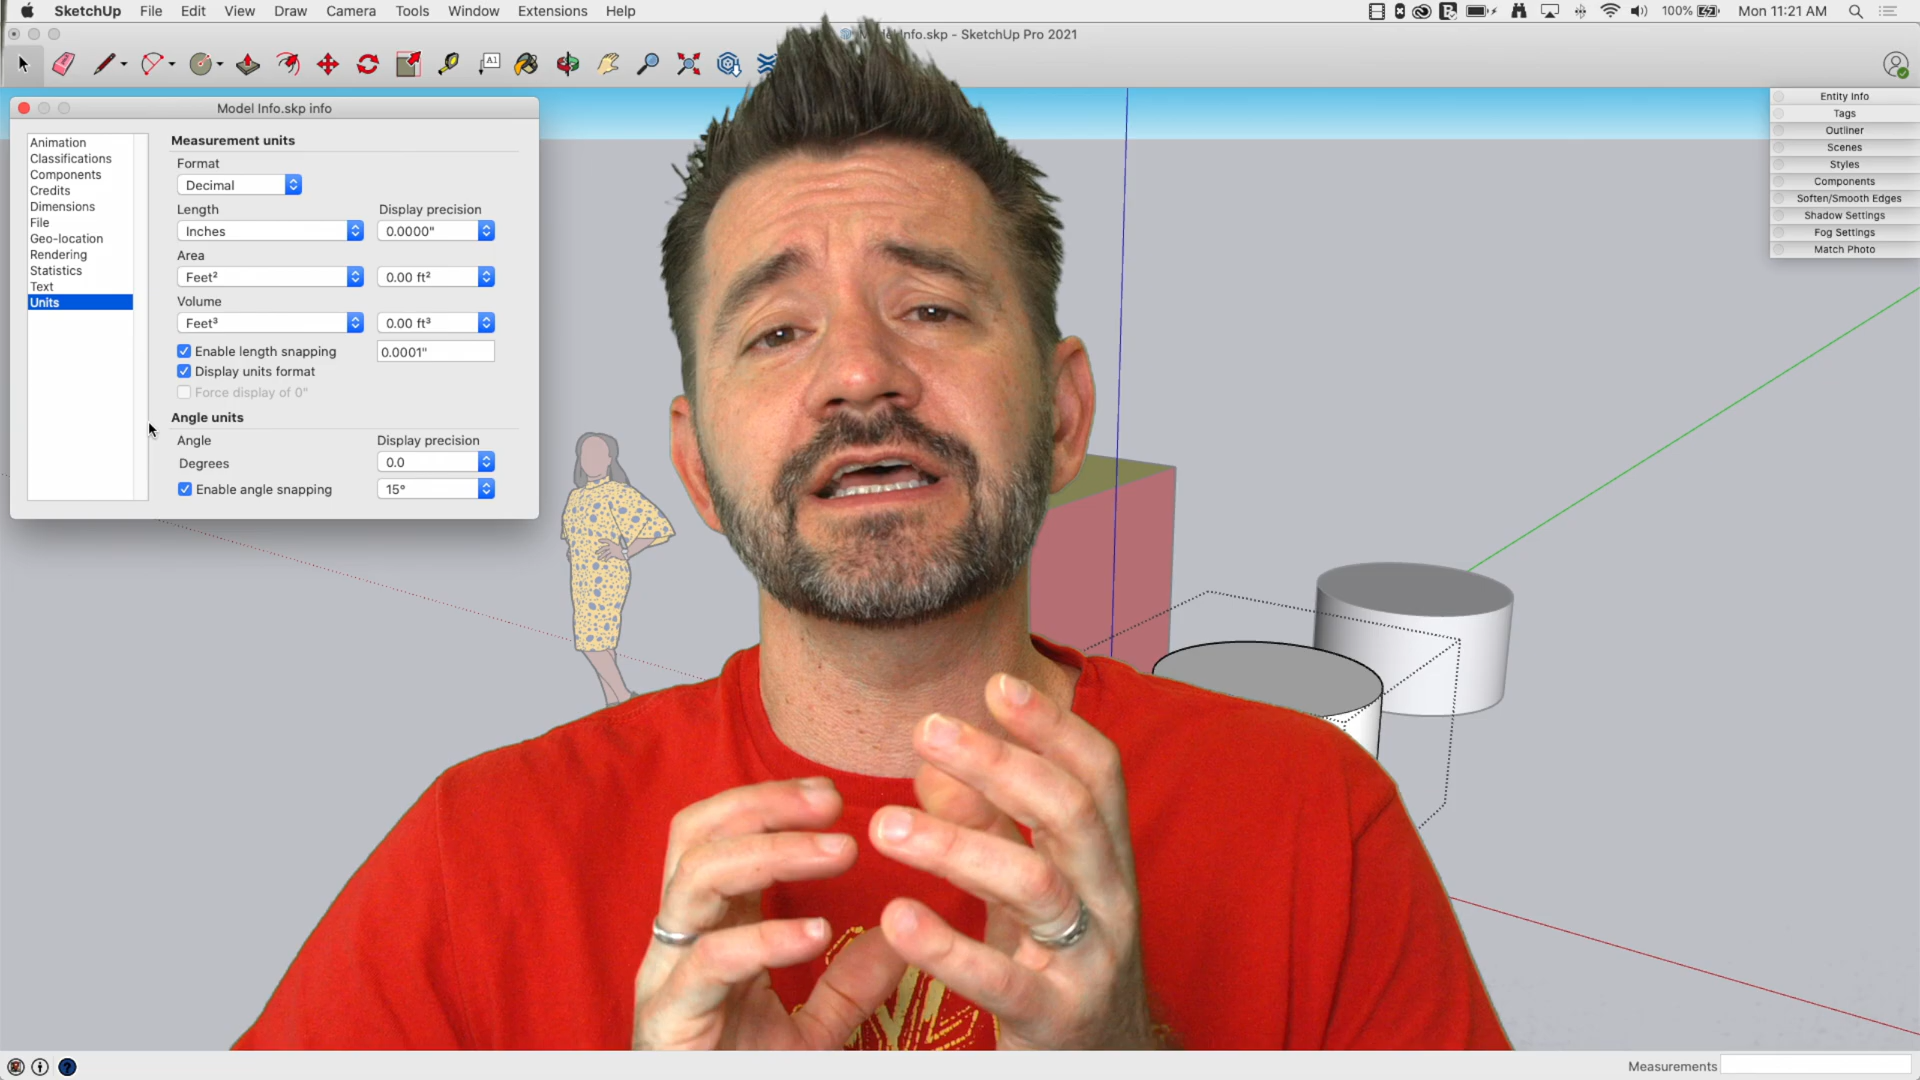 SketchUp File Edit View Draw Camera Tools Window Extensions Help 100% Mon 11:21 AM
Info.skp - SketchUp Pro 2021
A1
Model Info.skp info
Animation
Classifications
Components
Credits
Dimensions
File
Geo-location
Rendering
Statistics
Text
Units
Measurement units
Format
Decimal
Length Display precision
Inches 0.0000"
Area
Feet² 0.00 ft²
Volume
Feet³ 0.00 ft³
Enable length snapping 0.0001"
Display units format
Force display of 0"
Angle units
Angle Display precision
Degrees 0.0
Enable angle snapping 15°
Entity Info
Tags
Outliner
Scenes
Styles
Components
Soften/Smooth Edges
Shadow Settings
Fog Settings
Match Photo
Measurements